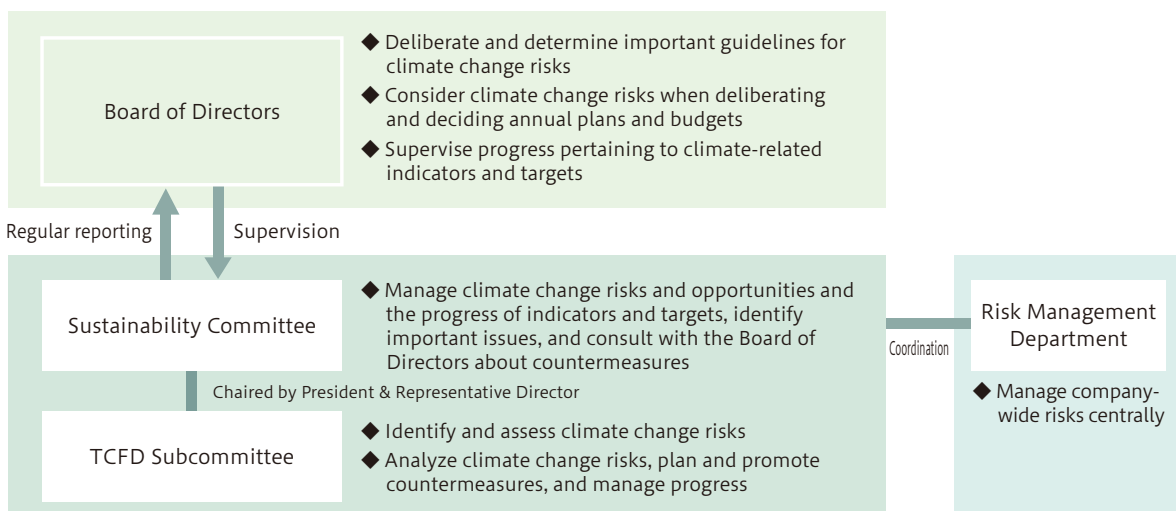 Board of Directors
◆ Deliberate and determine important guidelines for
climate change risks
◆ Consider climate change risks when deliberating
and deciding annual plans and budgets
◆ Supervise progress pertaining to climate-related
indicators and targets
Regular reporting
Supervision
Sustainability Committee
◆ Manage climate change risks and opportunities and
the progress of indicators and targets, identify
important issues, and consult with the Board of
Directors about countermeasures
Chaired by President & Representative Director
TCFD Subcommittee
◆ Identify and assess climate change risks
◆ Analyze climate change risks, plan and promote
countermeasures, and manage progress
Coordination
Risk Management
Department
◆ Manage company-
wide risks centrally